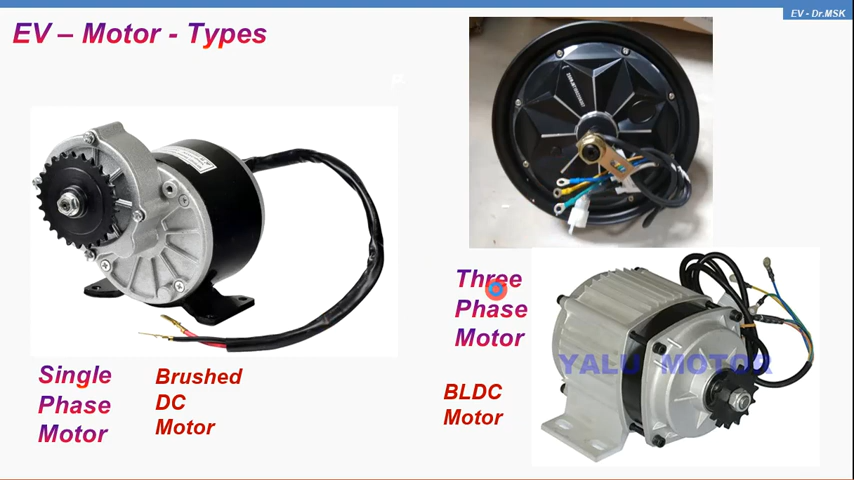 EV - Dr.MSK
EV – Motor - Types
Three
Phase
Motor
YALU MOTOR
Single
Phase
Motor
Brushed
DC
Motor
BLDC
Motor